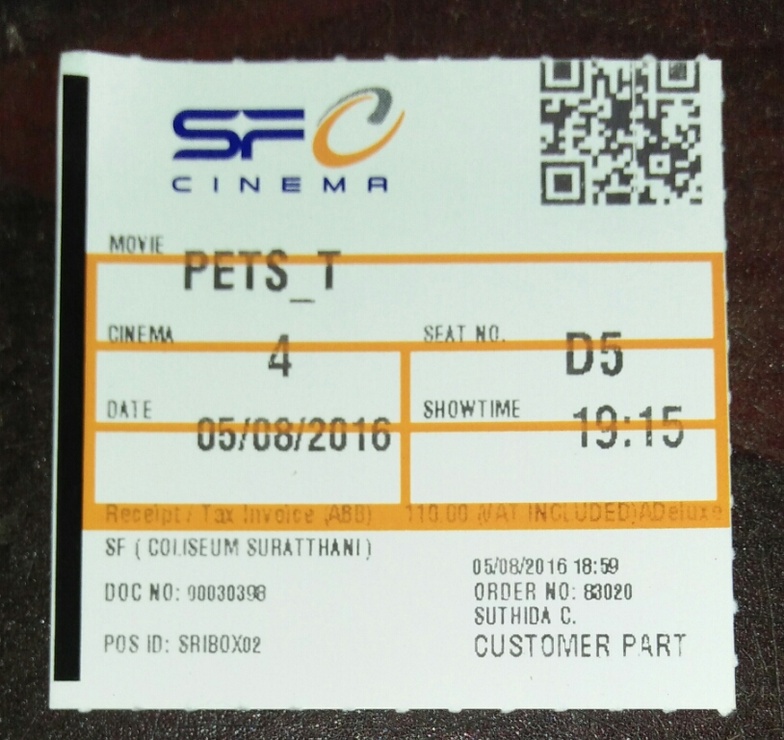 SFC
CINEMA
MOVIE
PETS_T
CINEMA SEAT NO.
4 D5
DATE SHOWTIME
05/08/2016 19:15
Receipt / Tax Invoice (ABB) 110.00 (VAT INCLUDED)ADeluxe
SF ( COLISEUM SURATTHANI )
05/08/2016 18:59
DOC NO: 00030398 ORDER NO: 83020
SUTHIDA C.
POS ID: SRIBOX02 CUSTOMER PART